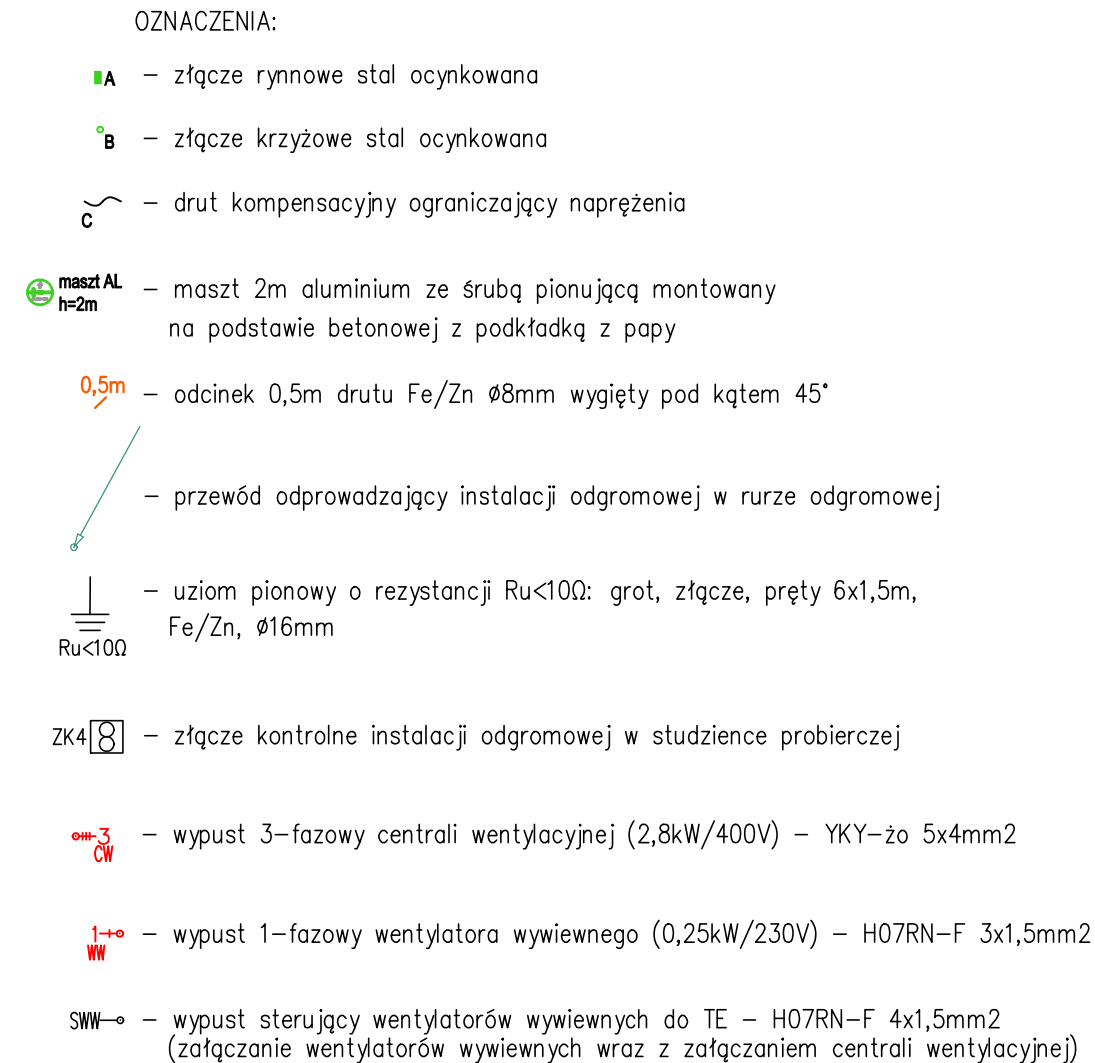 OZNACZENIA:
A – złącze rynnowe stal ocynkowana
B – złącze krzyżowe stal ocynkowana
C – drut kompensacyjny ograniczający naprężenia
maszt AL h=2m – maszt 2m aluminium ze śrubą pionującą montowany
na podstawie betonowej z podkładką z papy
0,5m – odcinek 0,5m drutu Fe/Zn Ø8mm wygięty pod kątem 45°
– przewód odprowadzający instalacji odgromowej w rurze odgromowej
– uziom pionowy o rezystancji Ru<10Ω: grot, złącze, pręty 6x1,5m,
Fe/Zn, Ø16mm
Ru<10Ω
ZK4 8 – złącze kontrolne instalacji odgromowej w studzience probierczej
3 CW – wypust 3–fazowy centrali wentylacyjnej (2,8kW/400V) – YKY–żo 5x4mm2
1 WW – wypust 1–fazowy wentylatora wywiewnego (0,25kW/230V) – H07RN–F 3x1,5mm2
SWW – wypust sterujący wentylatorów wywiewnych do TE – H07RN–F 4x1,5mm2
(załączanie wentylatorów wywiewnych wraz z załączaniem centrali wentylacyjnej)